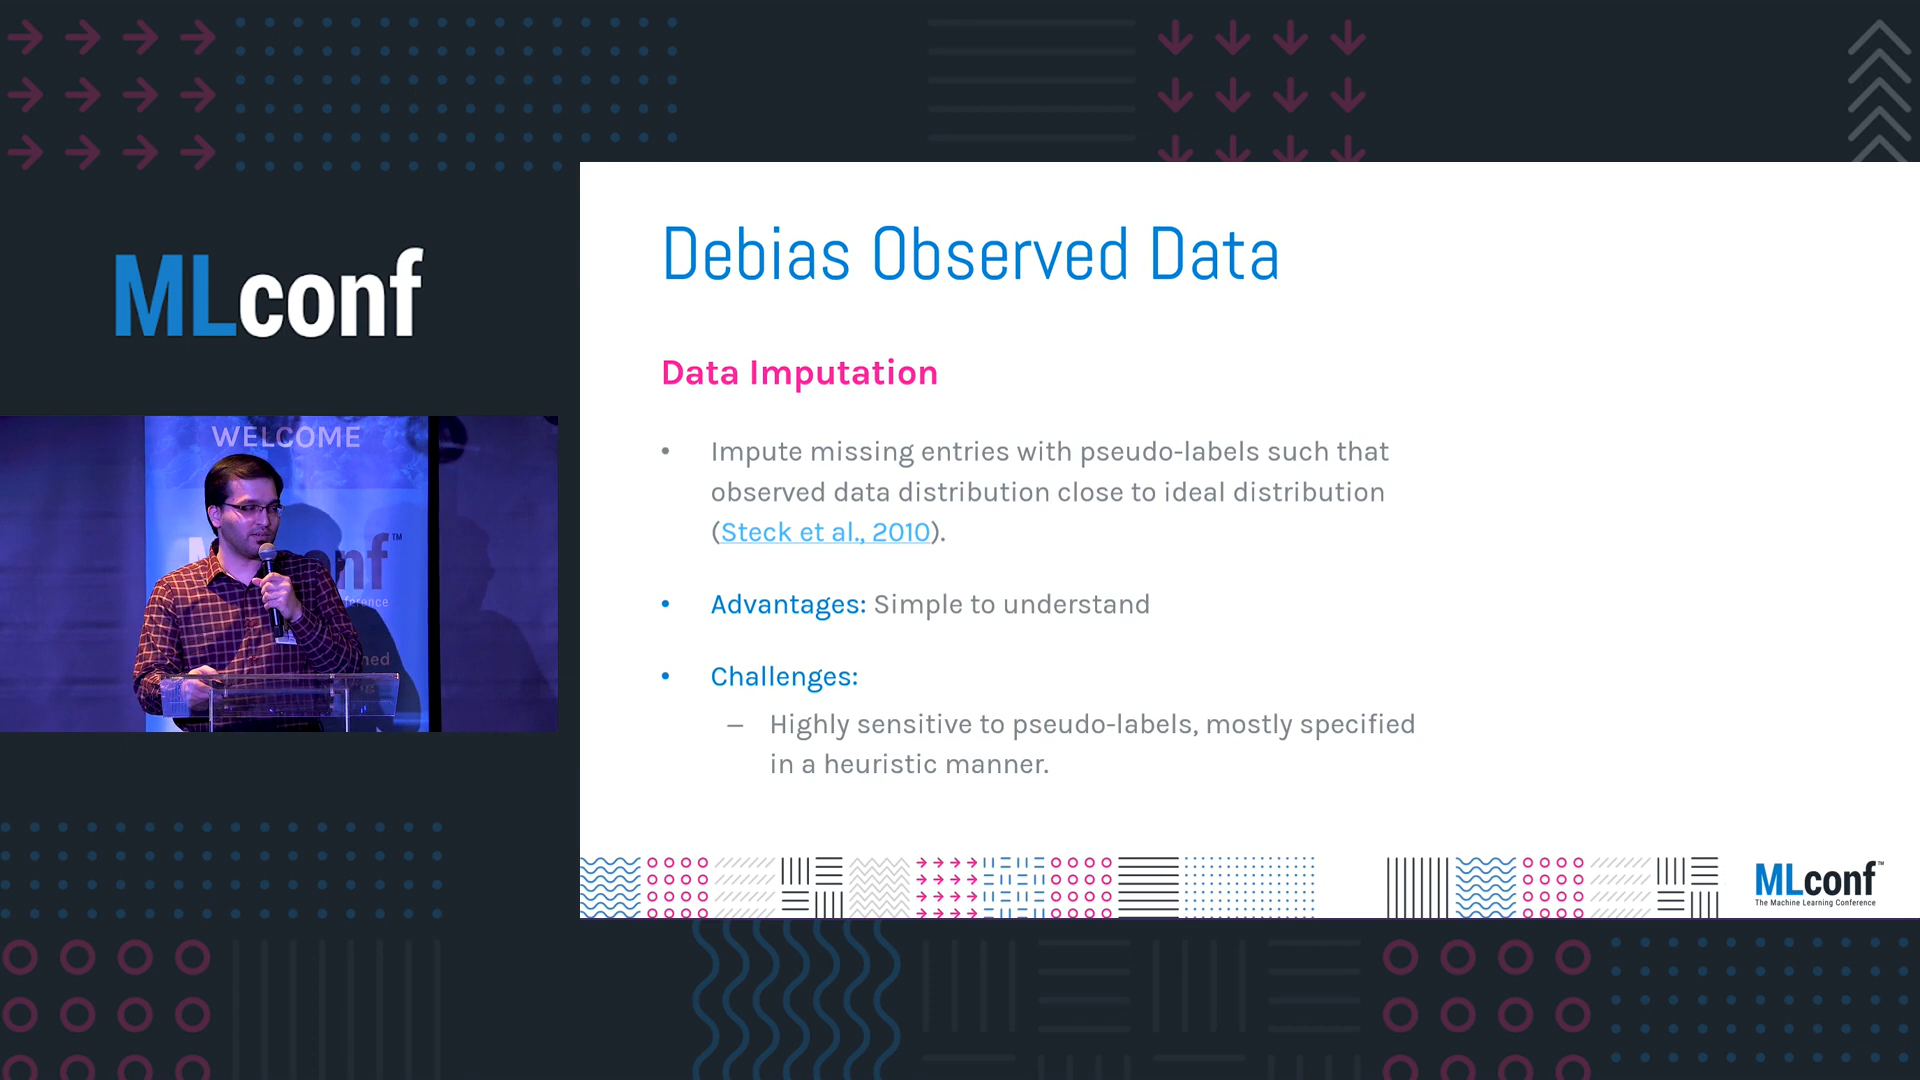 MLconf
WELCOME
Debias Observed Data
Data Imputation
• Impute missing entries with pseudo-labels such that
observed data distribution close to ideal distribution
(Steck et al., 2010).
• Advantages: Simple to understand
• Challenges:
– Highly sensitive to pseudo-labels, mostly specified
in a heuristic manner.
MLconf™
The Machine Learning Conference